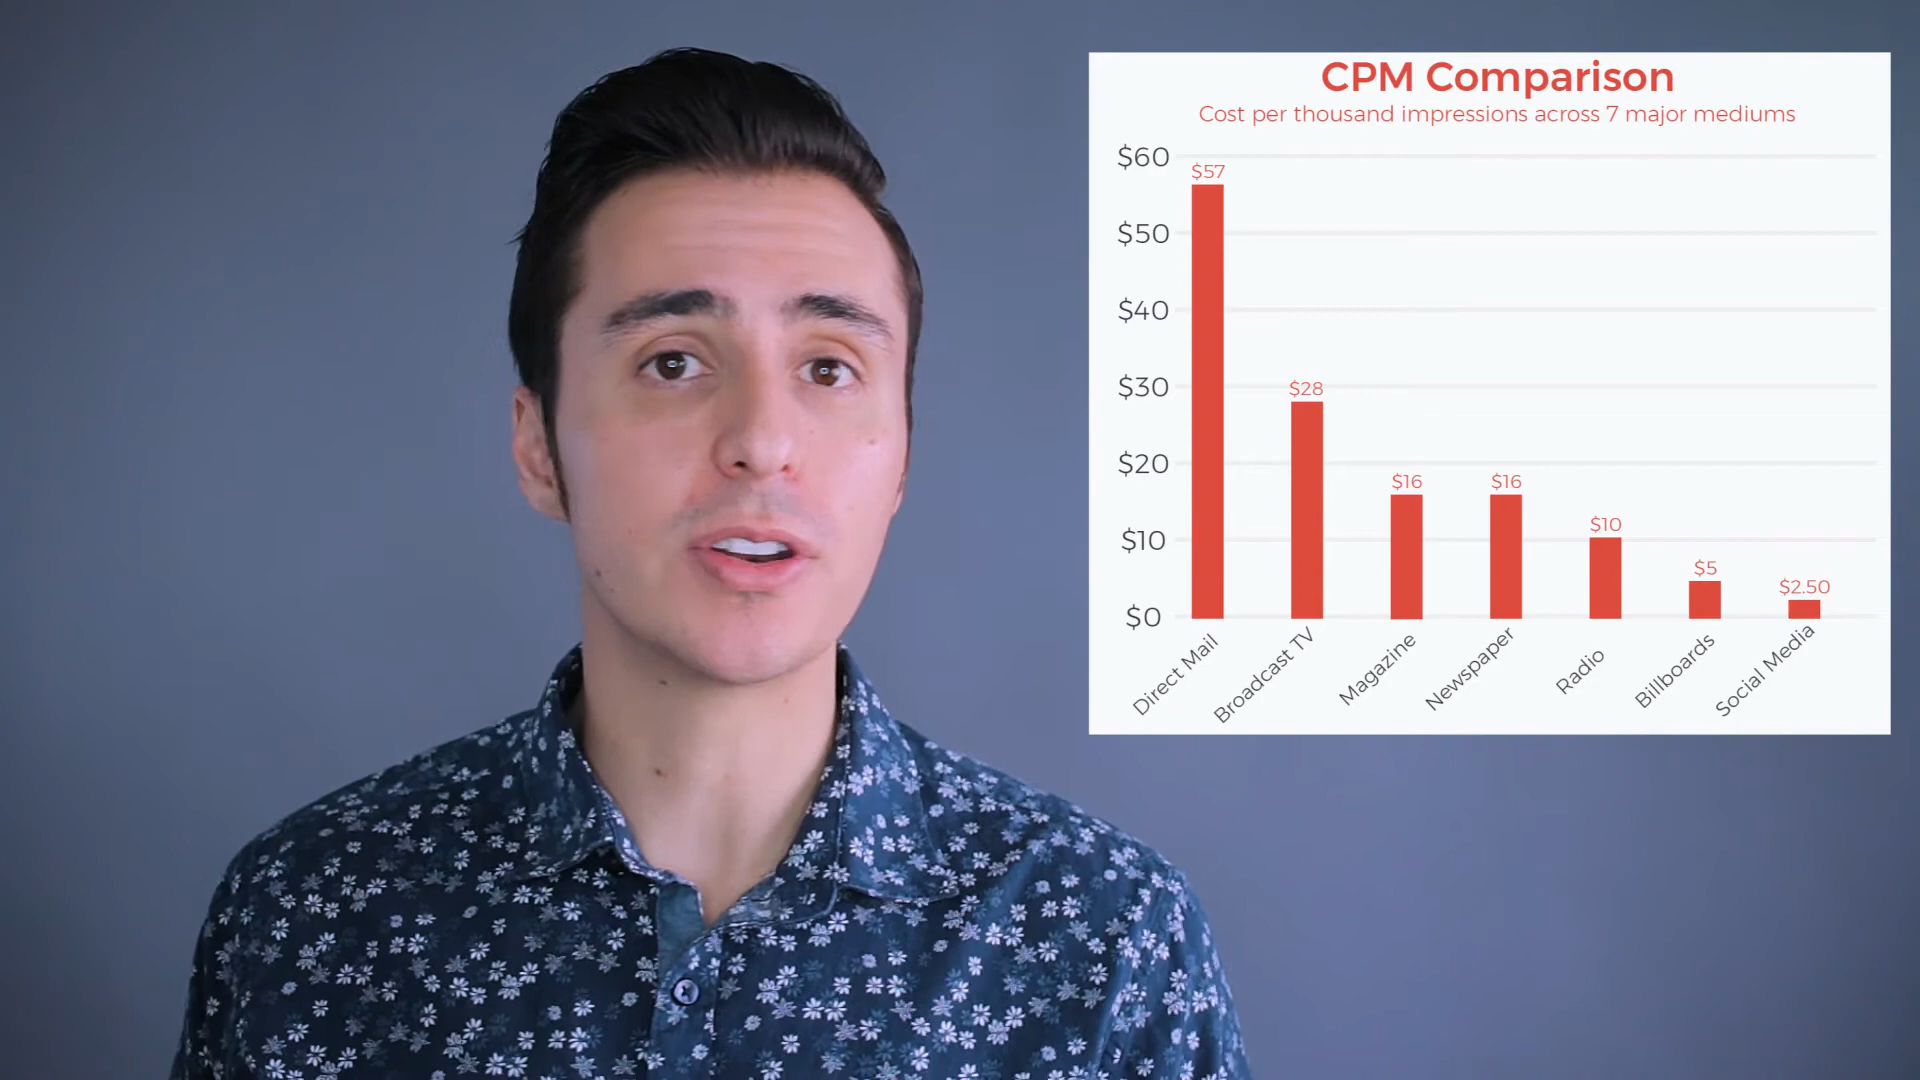 CPM Comparison
Cost per thousand impressions across 7 major mediums
$60
$50
$40
$30
$20
$10
$0
$57
$28
$16
$16
$10
$5
$2.50
Direct Mail
Broadcast TV
Magazine
Newspaper
Radio
Billboards
Social Media